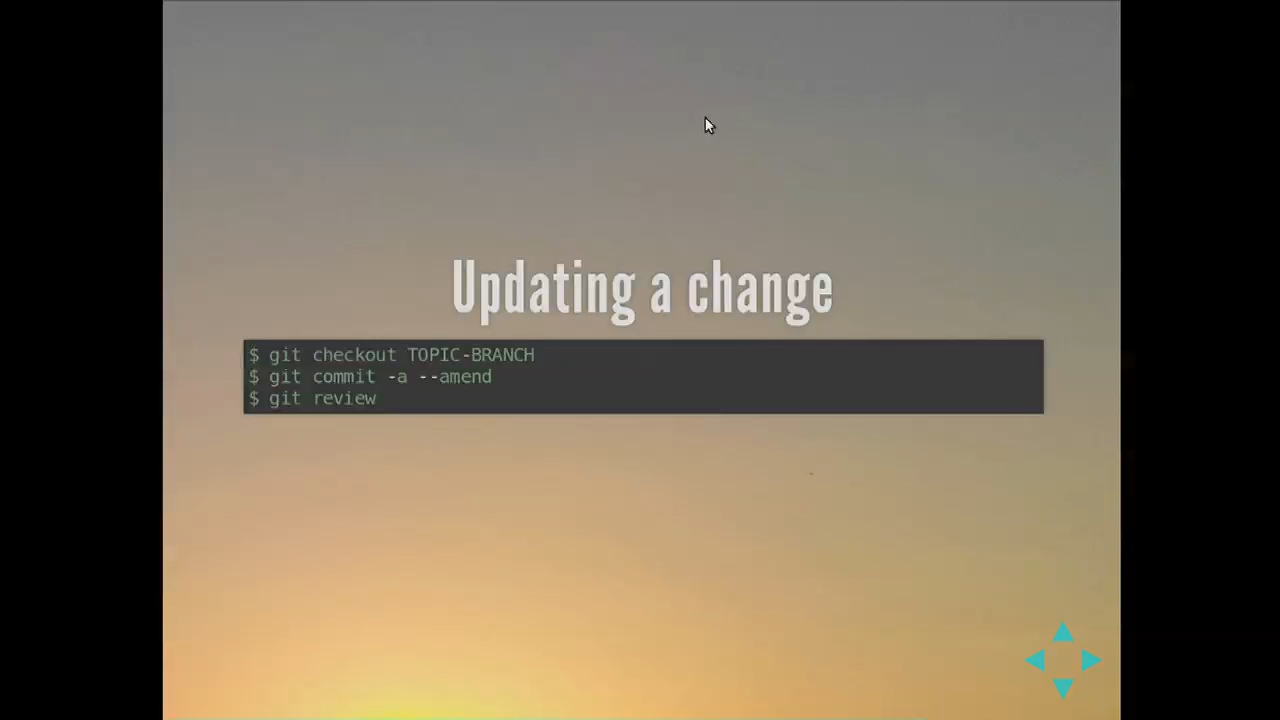 Updating a change
$ git checkout TOPIC-BRANCH
$ git commit -a --amend
$ git review